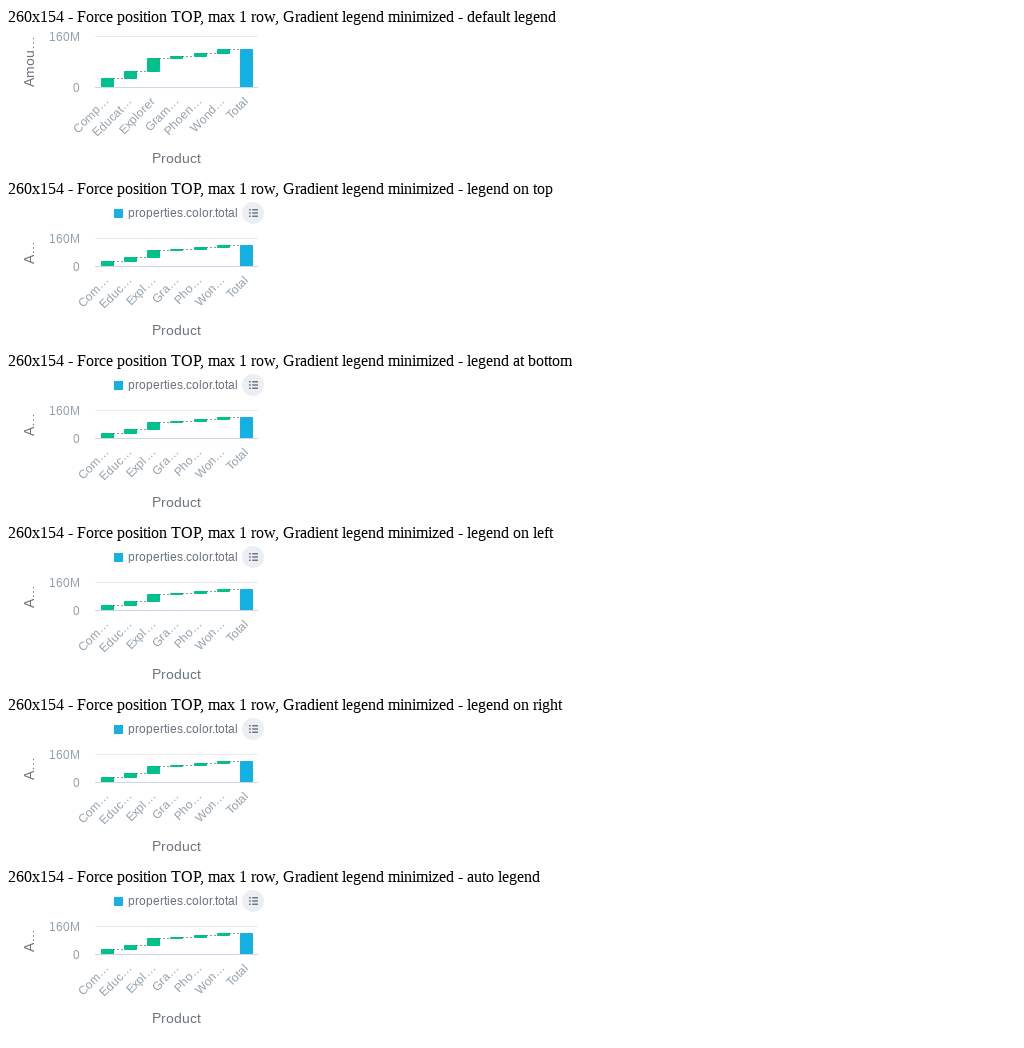 260x154 - Force position TOP, max 1 row, Gradient legend minimized - default legend
160M
0
Amou…
Comp…
Educat…
Explorer
Gram…
Phoen…
Wond…
Total
Product
260x154 - Force position TOP, max 1 row, Gradient legend minimized - legend on top
properties.color.total
160M
0
A…
Com…
Educ…
Expl…
Gra…
Pho…
Won…
Total
Product
260x154 - Force position TOP, max 1 row, Gradient legend minimized - legend at bottom
properties.color.total
160M
0
A…
Com…
Educ…
Expl…
Gra…
Pho…
Won…
Total
Product
260x154 - Force position TOP, max 1 row, Gradient legend minimized - legend on left
properties.color.total
160M
0
A…
Com…
Educ…
Expl…
Gra…
Pho…
Won…
Total
Product
260x154 - Force position TOP, max 1 row, Gradient legend minimized - legend on right
properties.color.total
160M
0
A…
Com…
Educ…
Expl…
Gra…
Pho…
Won…
Total
Product
260x154 - Force position TOP, max 1 row, Gradient legend minimized - auto legend
properties.color.total
160M
0
A…
Com…
Educ…
Expl…
Gra…
Pho…
Won…
Total
Product